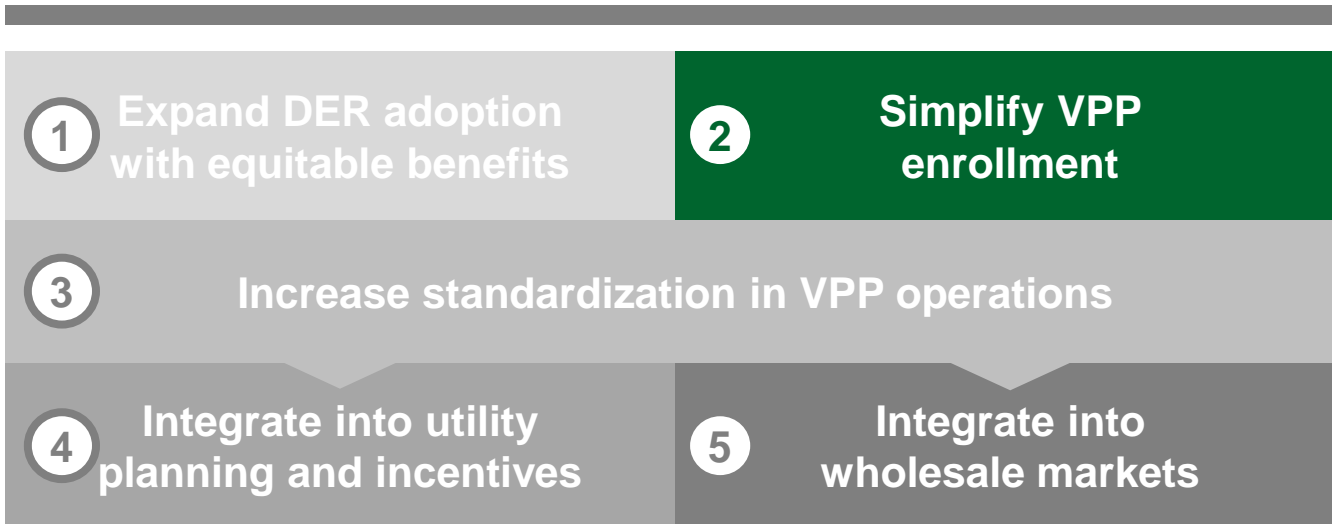 1
Expand DER adoption
with equitable benefits
2
Simplify VPP
enrollment
3
Increase standardization in VPP operations
4
Integrate into utility
planning and incentives
5
Integrate into
wholesale markets